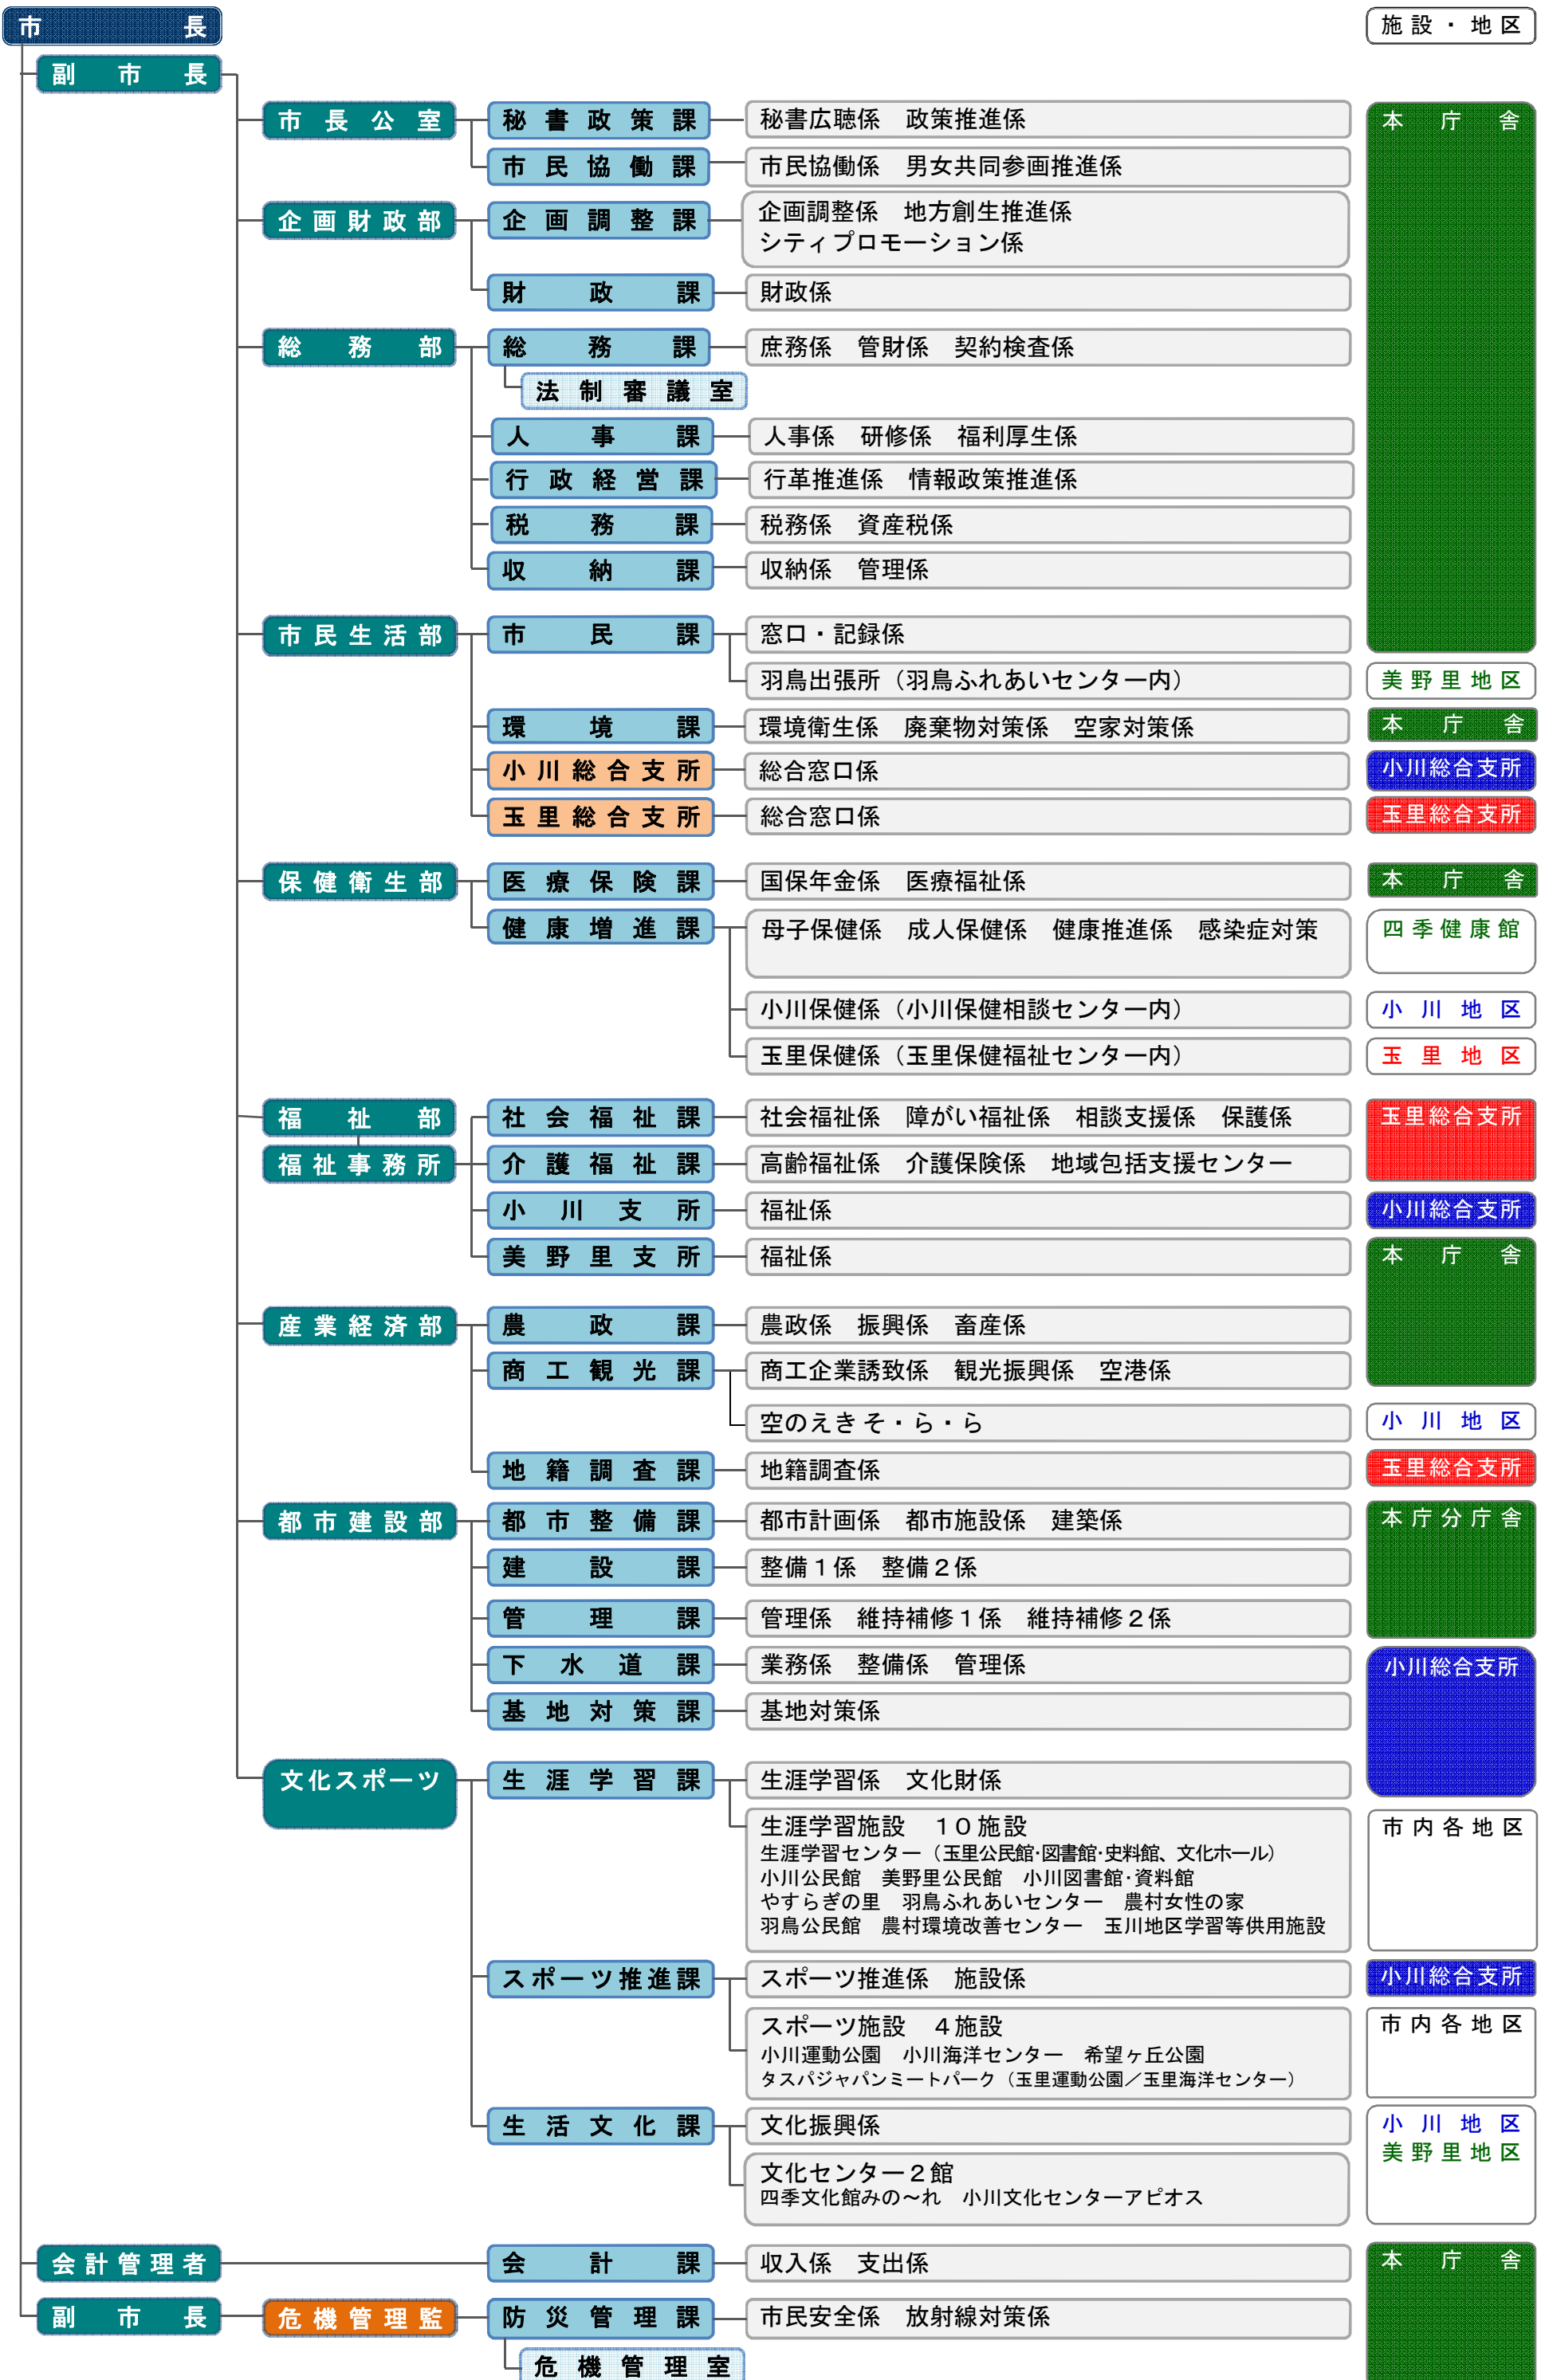 市長 施設・地区
副市長
市長公室 秘書政策課 秘書広聴係 政策推進係 本庁舎
市民協働課 市民協働係 男女共同参画推進係
企画財政部 企画調整課 企画調整係 地方創生推進係
シティプロモーション係
財政課 財政係
総務部 総務課 庶務係 管財係 契約検査係
法制審議室
人事課 人事係 研修係 福利厚生係
行政経営課 行革推進係 情報政策推進係
税務課 税務係 資産税係
収納課 収納係 管理係
市民生活部 市民課 窓口・記録係
羽鳥出張所（羽鳥ふれあいセンター内） 美野里地区
環境課 環境衛生係 廃棄物対策係 空家対策係 本庁舎
小川総合支所 総合窓口係 小川総合支所
玉里総合支所 総合窓口係 玉里総合支所
保健衛生部 医療保険課 国保年金係 医療福祉係 本庁舎
健康増進課 母子保健係 成人保健係 健康推進係 感染症対策 四季健康館
小川保健係（小川保健相談センター内） 小川地区
玉里保健係（玉里保健福祉センター内） 玉里地区
福祉部 社会福祉課 社会福祉係 障がい福祉係 相談支援係 保護係 玉里総合支所
福祉事務所 介護福祉課 高齢福祉係 介護保険係 地域包括支援センター
小川支所 福祉係 小川総合支所
美野里支所 福祉係 本庁舎
産業経済部 農政課 農政係 振興係 畜産係
商工観光課 商工企業誘致係 観光振興係 空港係
空のえき そ・ら・ら 小川地区
地籍調査課 地籍調査係 玉里総合支所
都市建設部 都市整備課 都市計画係 都市施設係 建築係 本庁分庁舎
建設課 整備１係 整備２係
管理課 管理係 維持補修１係 維持補修２係
下水道課 業務係 整備係 管理係 小川総合支所
基地対策課 基地対策係
文化スポーツ 生涯学習課 生涯学習係 文化財係
生涯学習施設 １０施設 市内各地区
生涯学習センター（玉里公民館･図書館･史料館、文化ホール）
小川公民館 美野里公民館 小川図書館･資料館
やすらぎの里 羽鳥ふれあいセンター 農村女性の家
羽鳥公民館 農村環境改善センター 玉川地区学習等供用施設
スポーツ推進課 スポーツ推進係 施設係 小川総合支所
スポーツ施設 ４施設 市内各地区
小川運動公園 小川海洋センター 希望ヶ丘公園
タスパジャパンミートパーク（玉里運動公園／玉里海洋センター）
生活文化課 文化振興係 小川地区
美野里地区
文化センター２館
四季文化館みの～れ 小川文化センターアピオス
会計管理者 会計課 収入係 支出係 本庁舎
副市長 危機管理監 防災管理課 市民安全係 放射線対策係
危機管理室